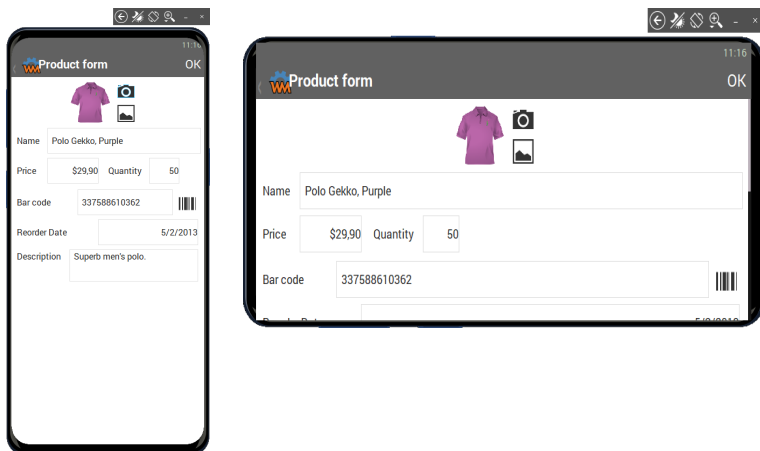 11:16
WM Product form OK
Name Polo Gekko, Purple
Price $29,90 Quantity 50
Bar code 337588610362
Reorder Date 5/2/2013
Description Superb men's polo.
11:16
WM Product form OK
Name Polo Gekko, Purple
Price $29,90 Quantity 50
Bar code 337588610362